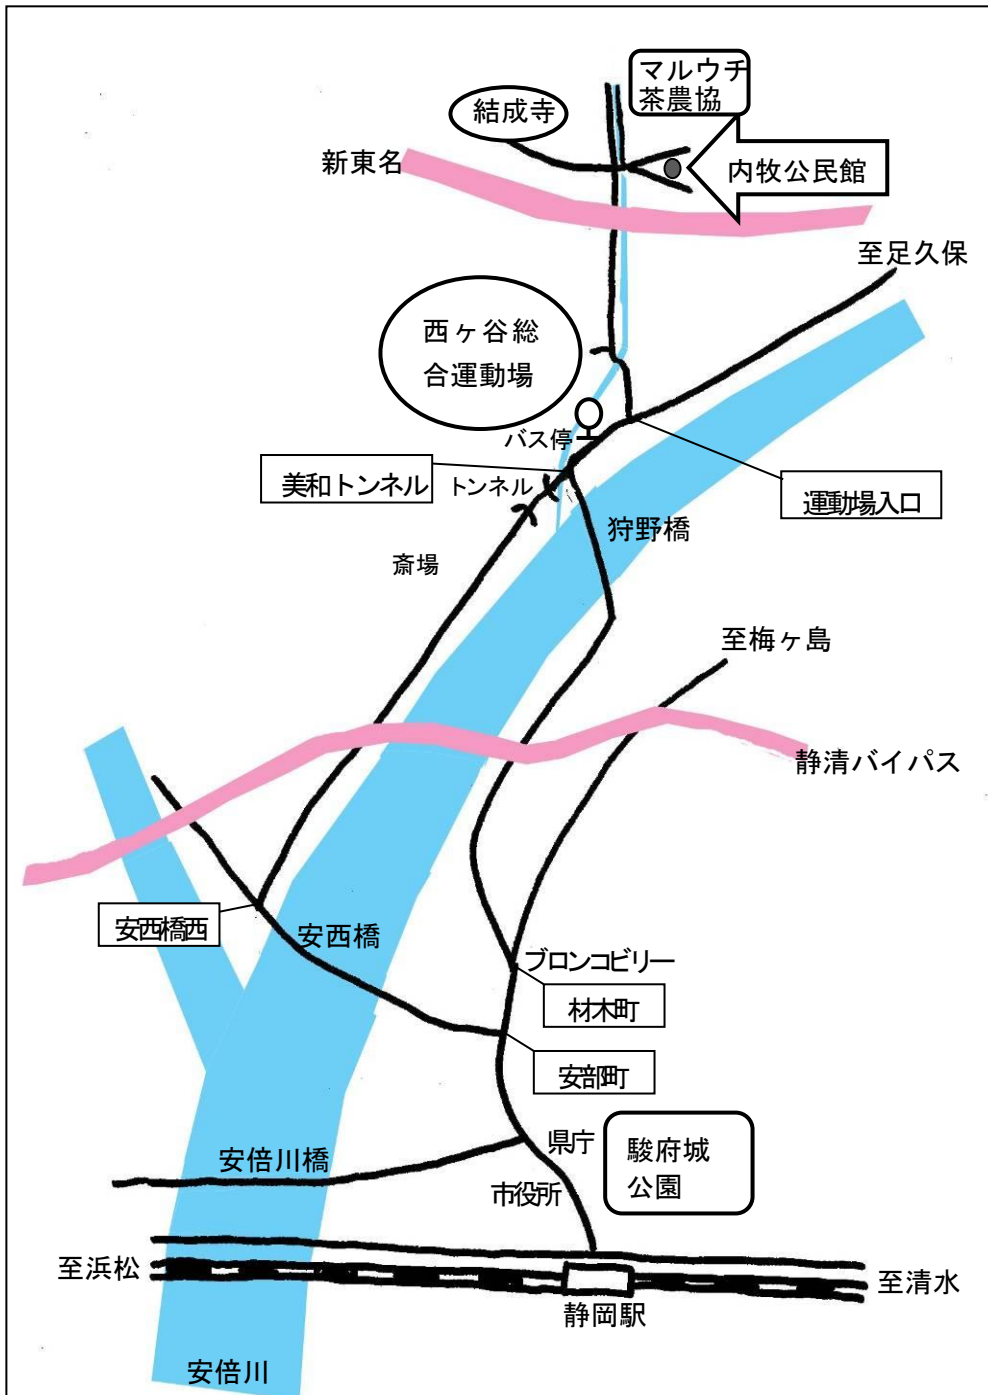 マルウチ
茶農協
結成寺
新東名
内牧公民館
至足久保
西ヶ谷総
合運動場
バス停
美和トンネル
トンネル
運動場入口
狩野橋
斎場
至梅ヶ島
静清バイパス
安西橋西
安西橋
ブロンコビリー
材木町
安部町
県庁
駿府城
公園
安倍川橋
市役所
至浜松
至清水
静岡駅
安倍川